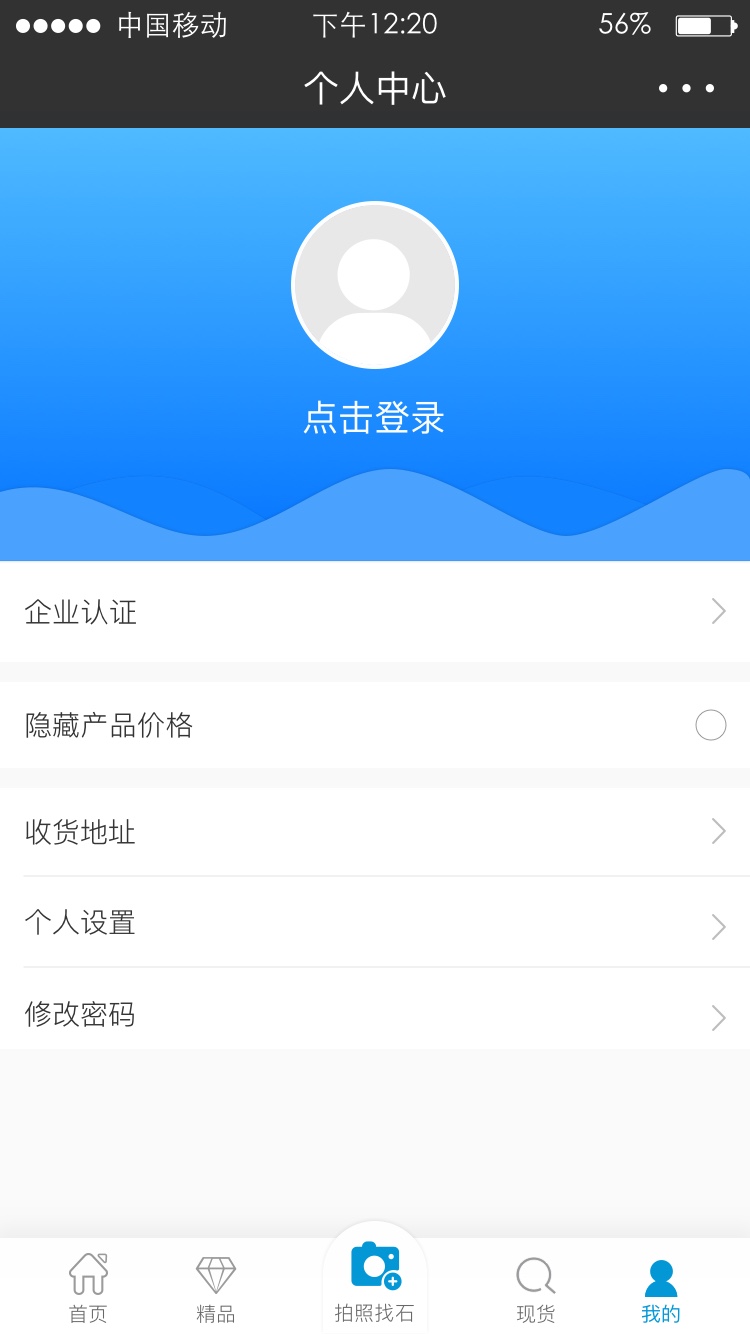 中国移动 下午12:20 56%
个人中心
点击登录
企业认证
隐藏产品价格
收货地址
个人设置
修改密码
首页 精品 拍照找石 现货 我的